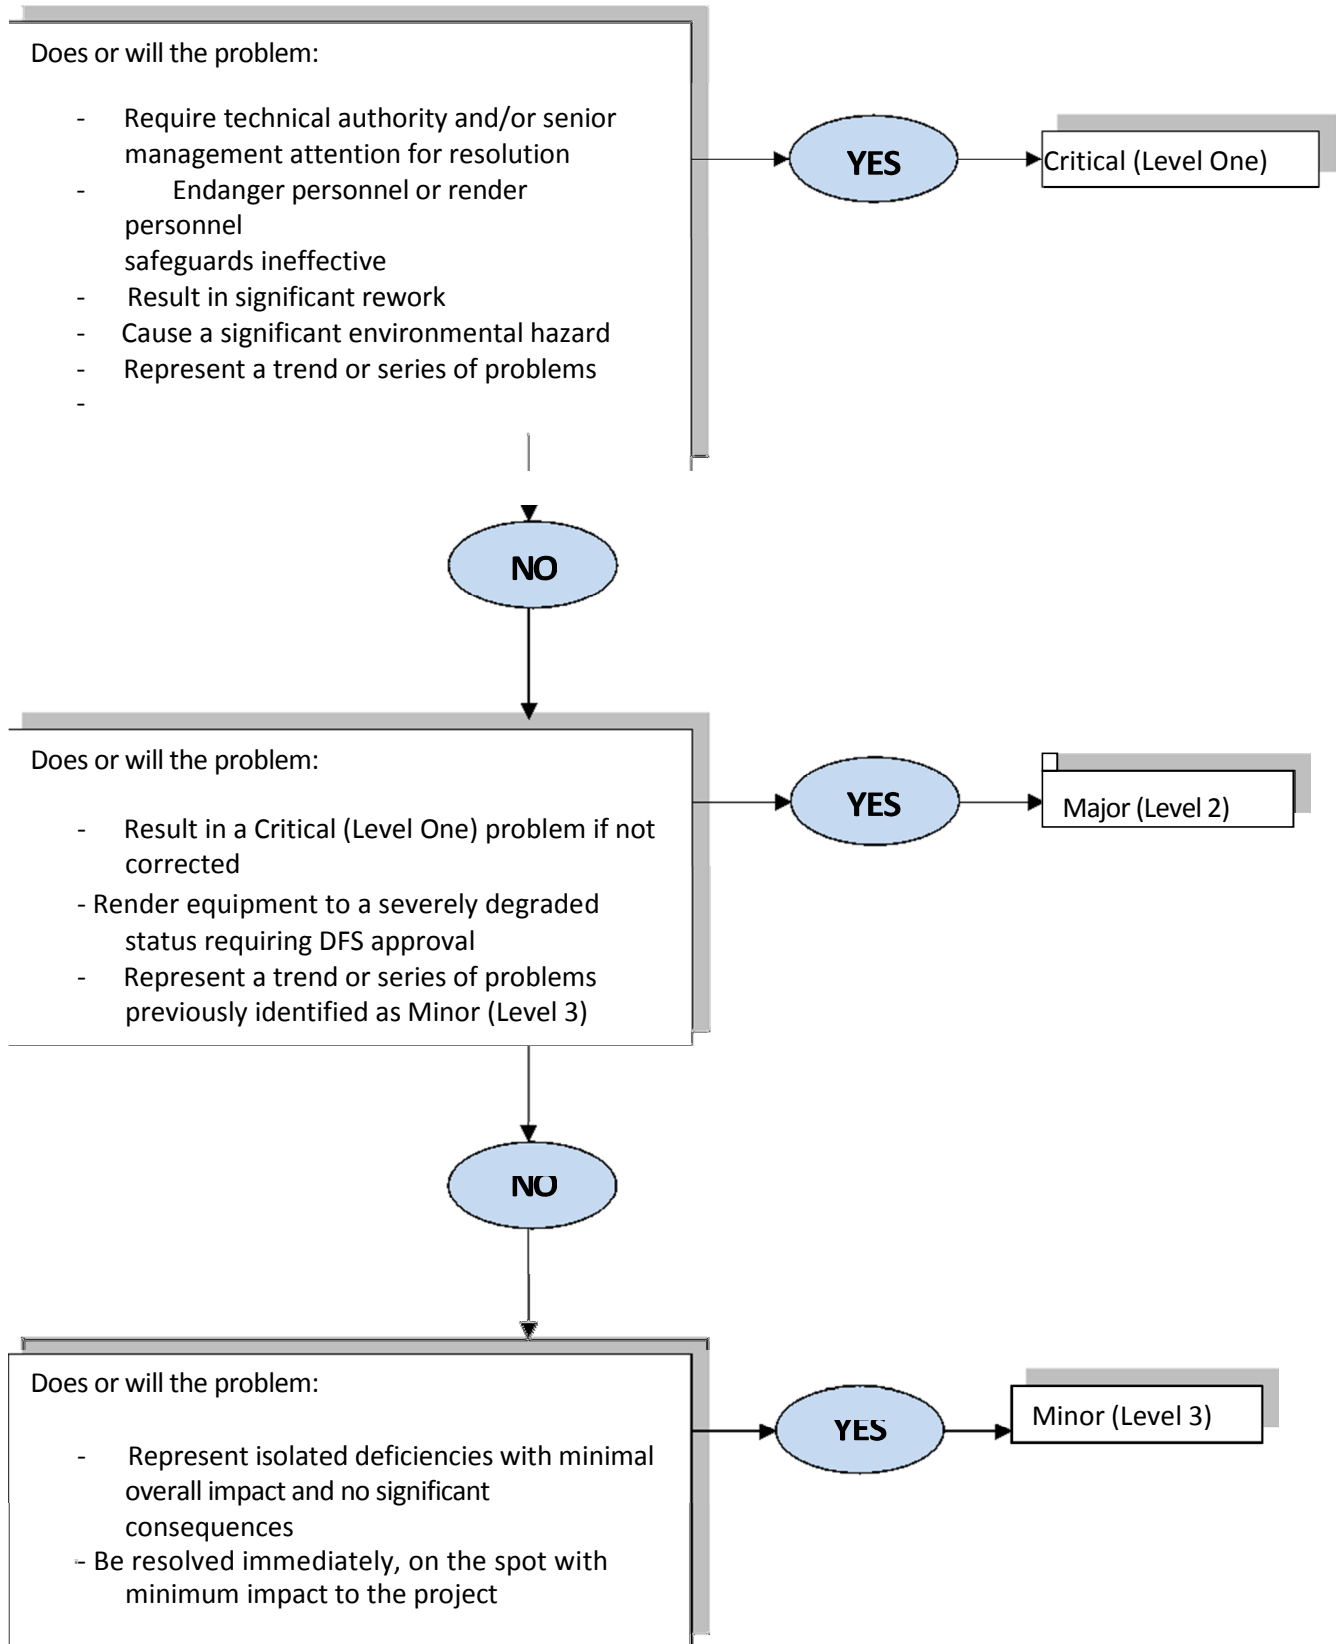 Does or will the problem:
- Require technical authority and/or senior
management attention for resolution
- Endanger personnel or render
personnel
safeguards ineffective
- Result in significant rework
- Cause a significant environmental hazard
- Represent a trend or series of problems
-
YES
Critical (Level One)
NO
Does or will the problem:
- Result in a Critical (Level One) problem if not
corrected
- Render equipment to a severely degraded
status requiring DFS approval
- Represent a trend or series of problems
previously identified as Minor (Level 3)
YES
Major (Level 2)
NO
Does or will the problem:
- Represent isolated deficiencies with minimal
overall impact and no significant
consequences
- Be resolved immediately, on the spot with
minimum impact to the project
YES
Minor (Level 3)